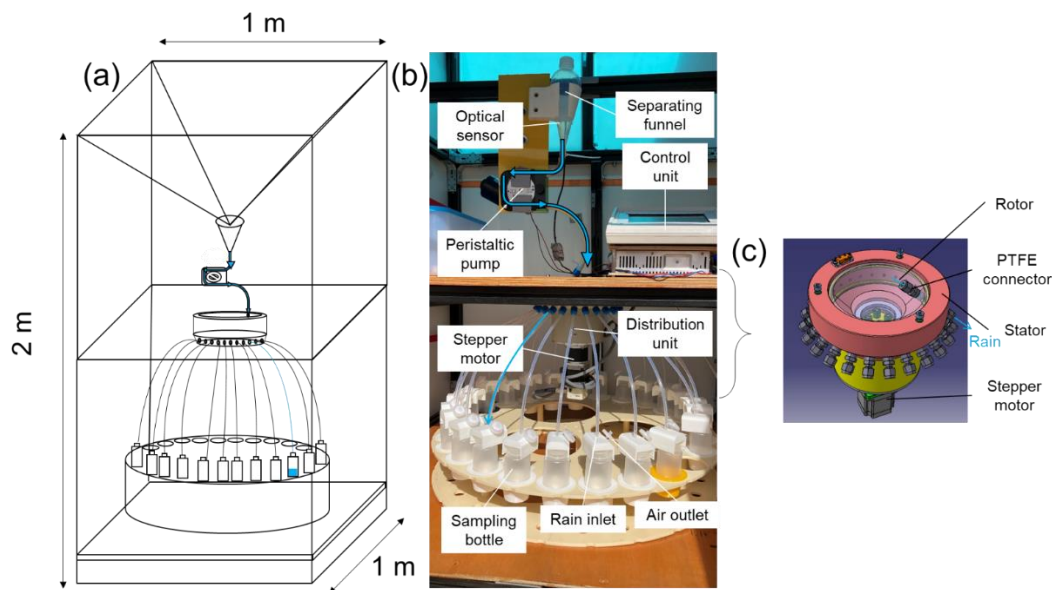 1 m
(a)
2 m
1 m
(b)
Optical
sensor
Separating
funnel
Control
unit
Peristaltic
pump
Stepper
motor
Distribution
unit
Sampling
bottle
Rain inlet
Air outlet
(c)
Rotor
PTFE
connector
Stator
Rain
Stepper
motor